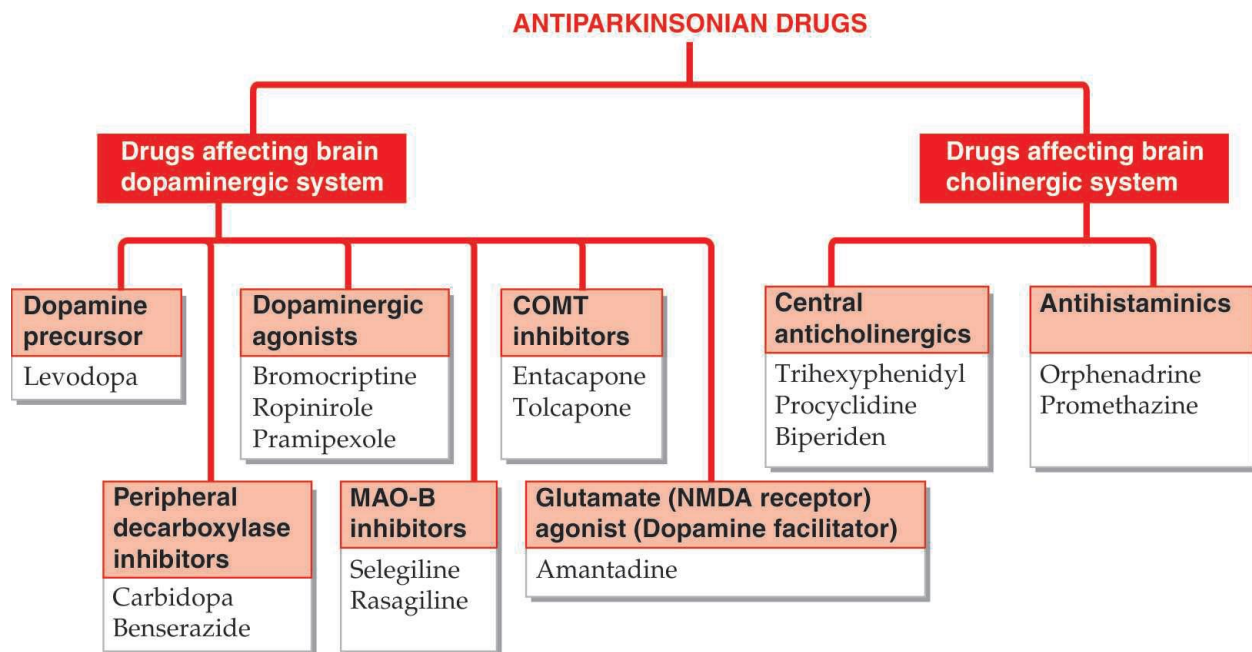 ANTIPARKINSONIAN DRUGS
Drugs affecting brain
dopaminergic system
Drugs affecting brain
cholinergic system
Dopamine
precursor
Levodopa
Dopaminergic
agonists
Bromocriptine
Ropinirole
Pramipexole
COMT
inhibitors
Entacapone
Tolcapone
Central
anticholinergics
Trihexyphenidyl
Procyclidine
Biperiden
Antihistaminics
Orphenadrine
Promethazine
Peripheral
decarboxylase
inhibitors
Carbidopa
Benserazide
MAO-B
inhibitors
Selegiline
Rasagiline
Glutamate (NMDA receptor)
agonist (Dopamine facilitator)
Amantadine